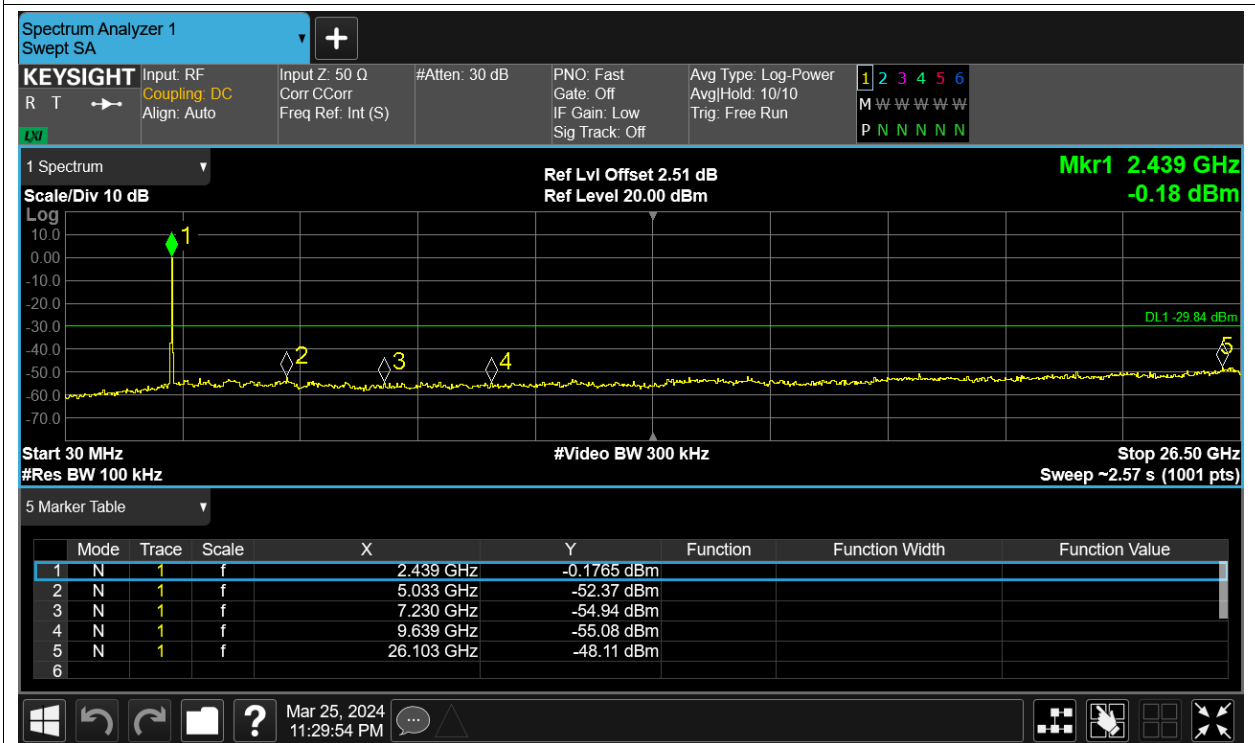 Spectrum Analyzer 1
Swept SA
KEYSIGHT
R T
LXI
Input: RF
Coupling: DC
Align: Auto
Input Z: 50 Ω
Corr CCorr
Freq Ref: Int (S)
#Atten: 30 dB
PNO: Fast
Gate: Off
IF Gain: Low
Sig Track: Off
Avg Type: Log-Power
Avg|Hold: 10/10
Trig: Free Run
1 2 3 4 5 6
M W W W W W
P N N N N N
1 Spectrum
Scale/Div 10 dB
Ref Lvl Offset 2.51 dB
Ref Level 20.00 dBm
Mkr1 2.439 GHz
-0.18 dBm
Log
10.0
0.00
-10.0
-20.0
-30.0
-40.0
-50.0
-60.0
-70.0
1
2
3
4
5
DL1 -29.84 dBm
Start 30 MHz
#Res BW 100 kHz
#Video BW 300 kHz
Stop 26.50 GHz
Sweep ~2.57 s (1001 pts)
5 Marker Table
Mode Trace Scale X Y Function Function Width Function Value
1 N 1 f 2.439 GHz -0.1765 dBm
2 N 1 f 5.033 GHz -52.37 dBm
3 N 1 f 7.230 GHz -54.94 dBm
4 N 1 f 9.639 GHz -55.08 dBm
5 N 1 f 26.103 GHz -48.11 dBm
6
?
Mar 25, 2024
11:29:54 PM